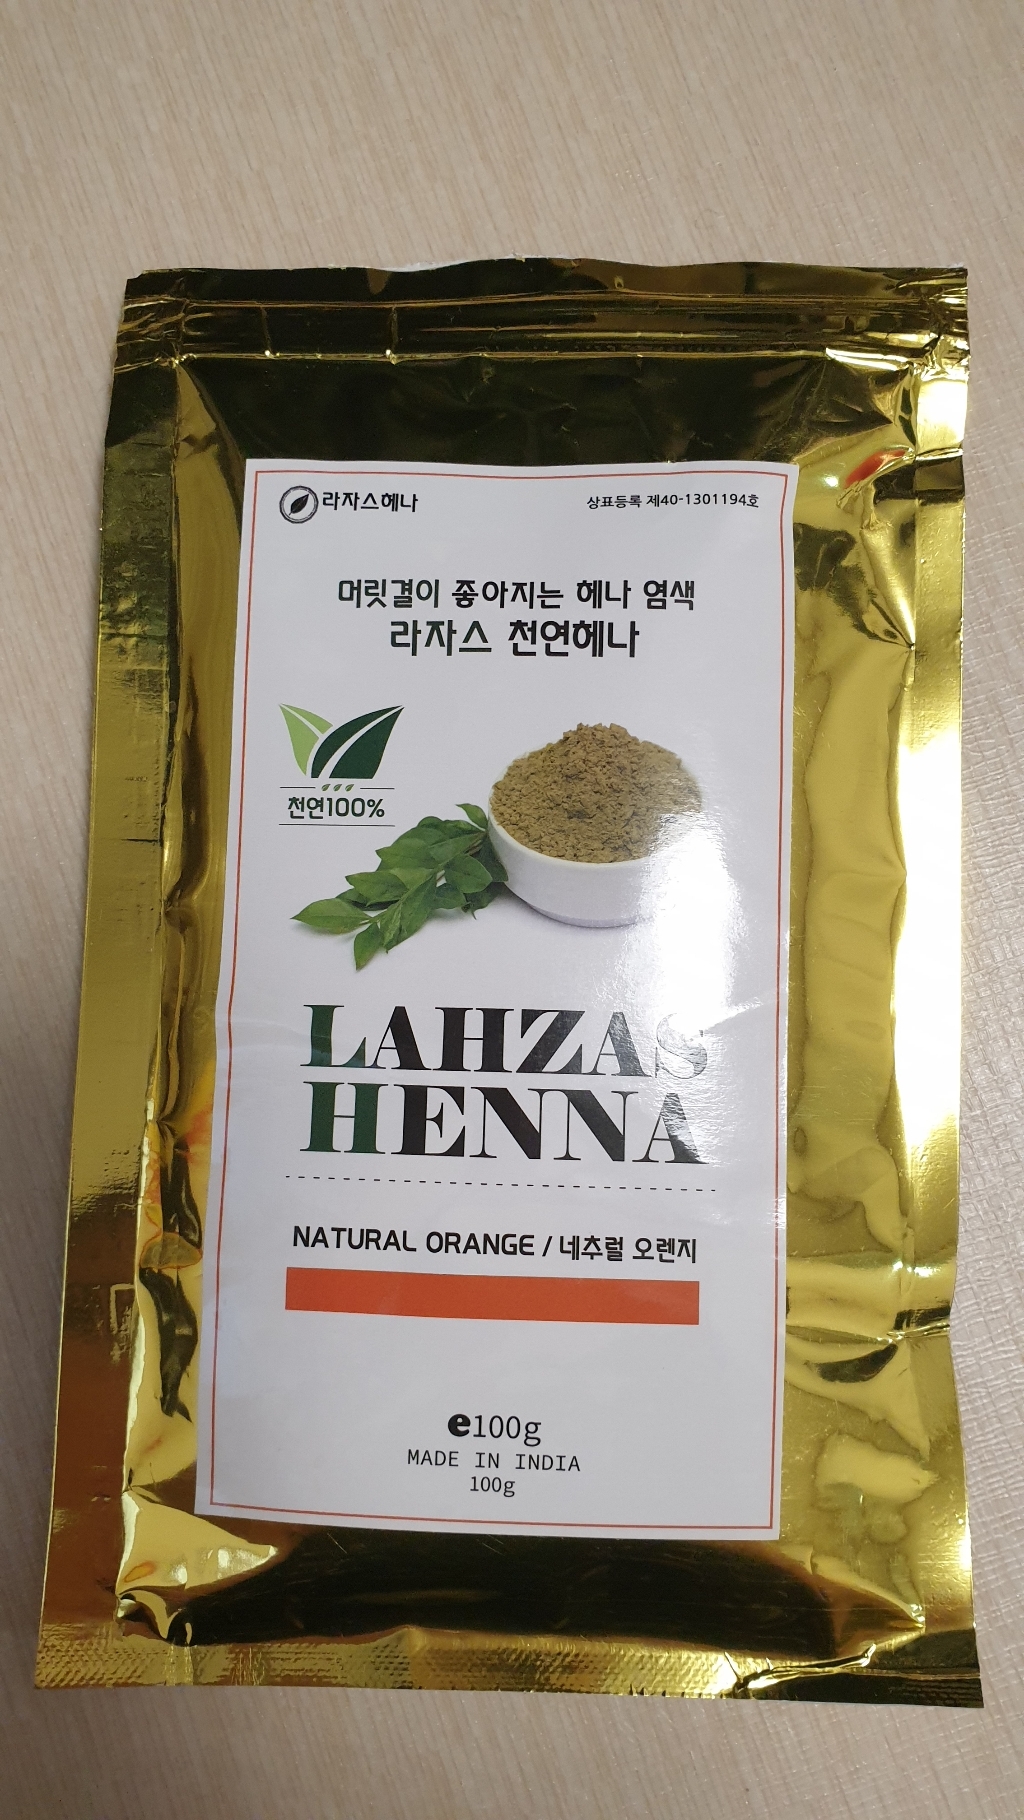 라자스헤나
상표등록 제40-1301194호
머릿결이 좋아지는 헤나 염색
라자스 천연헤나
천연100%
LAHZAS
HENNA
NATURAL ORANGE / 네추럴 오렌지
e100g
MADE IN INDIA
100g